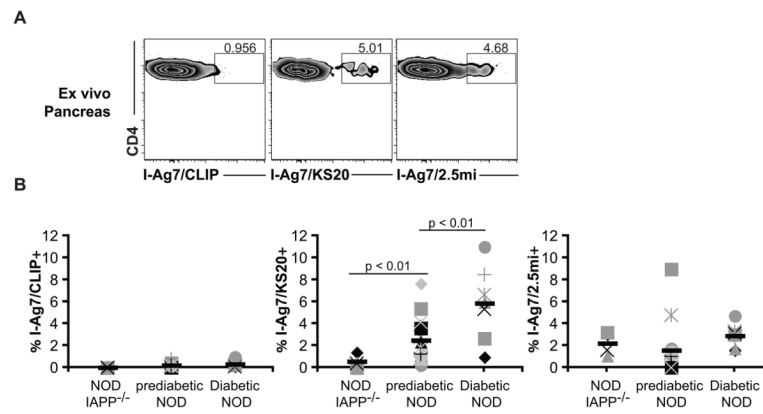 A
0.956
5.01
4.68
Ex vivo
Pancreas
CD4
I-Ag7/CLIP
I-Ag7/KS20
I-Ag7/2.5mi
B
% I-Ag7/CLIP+
12
10
8
6
4
2
0
NOD
IAPP-/-
prediabetic
NOD
Diabetic
NOD
% I-Ag7/KS20+
12
10
8
6
4
2
0
p < 0.01
p < 0.01
NOD
IAPP-/-
prediabetic
NOD
Diabetic
NOD
% I-Ag7/2.5mi+
12
10
8
6
4
2
0
NOD
IAPP-/-
prediabetic
NOD
Diabetic
NOD